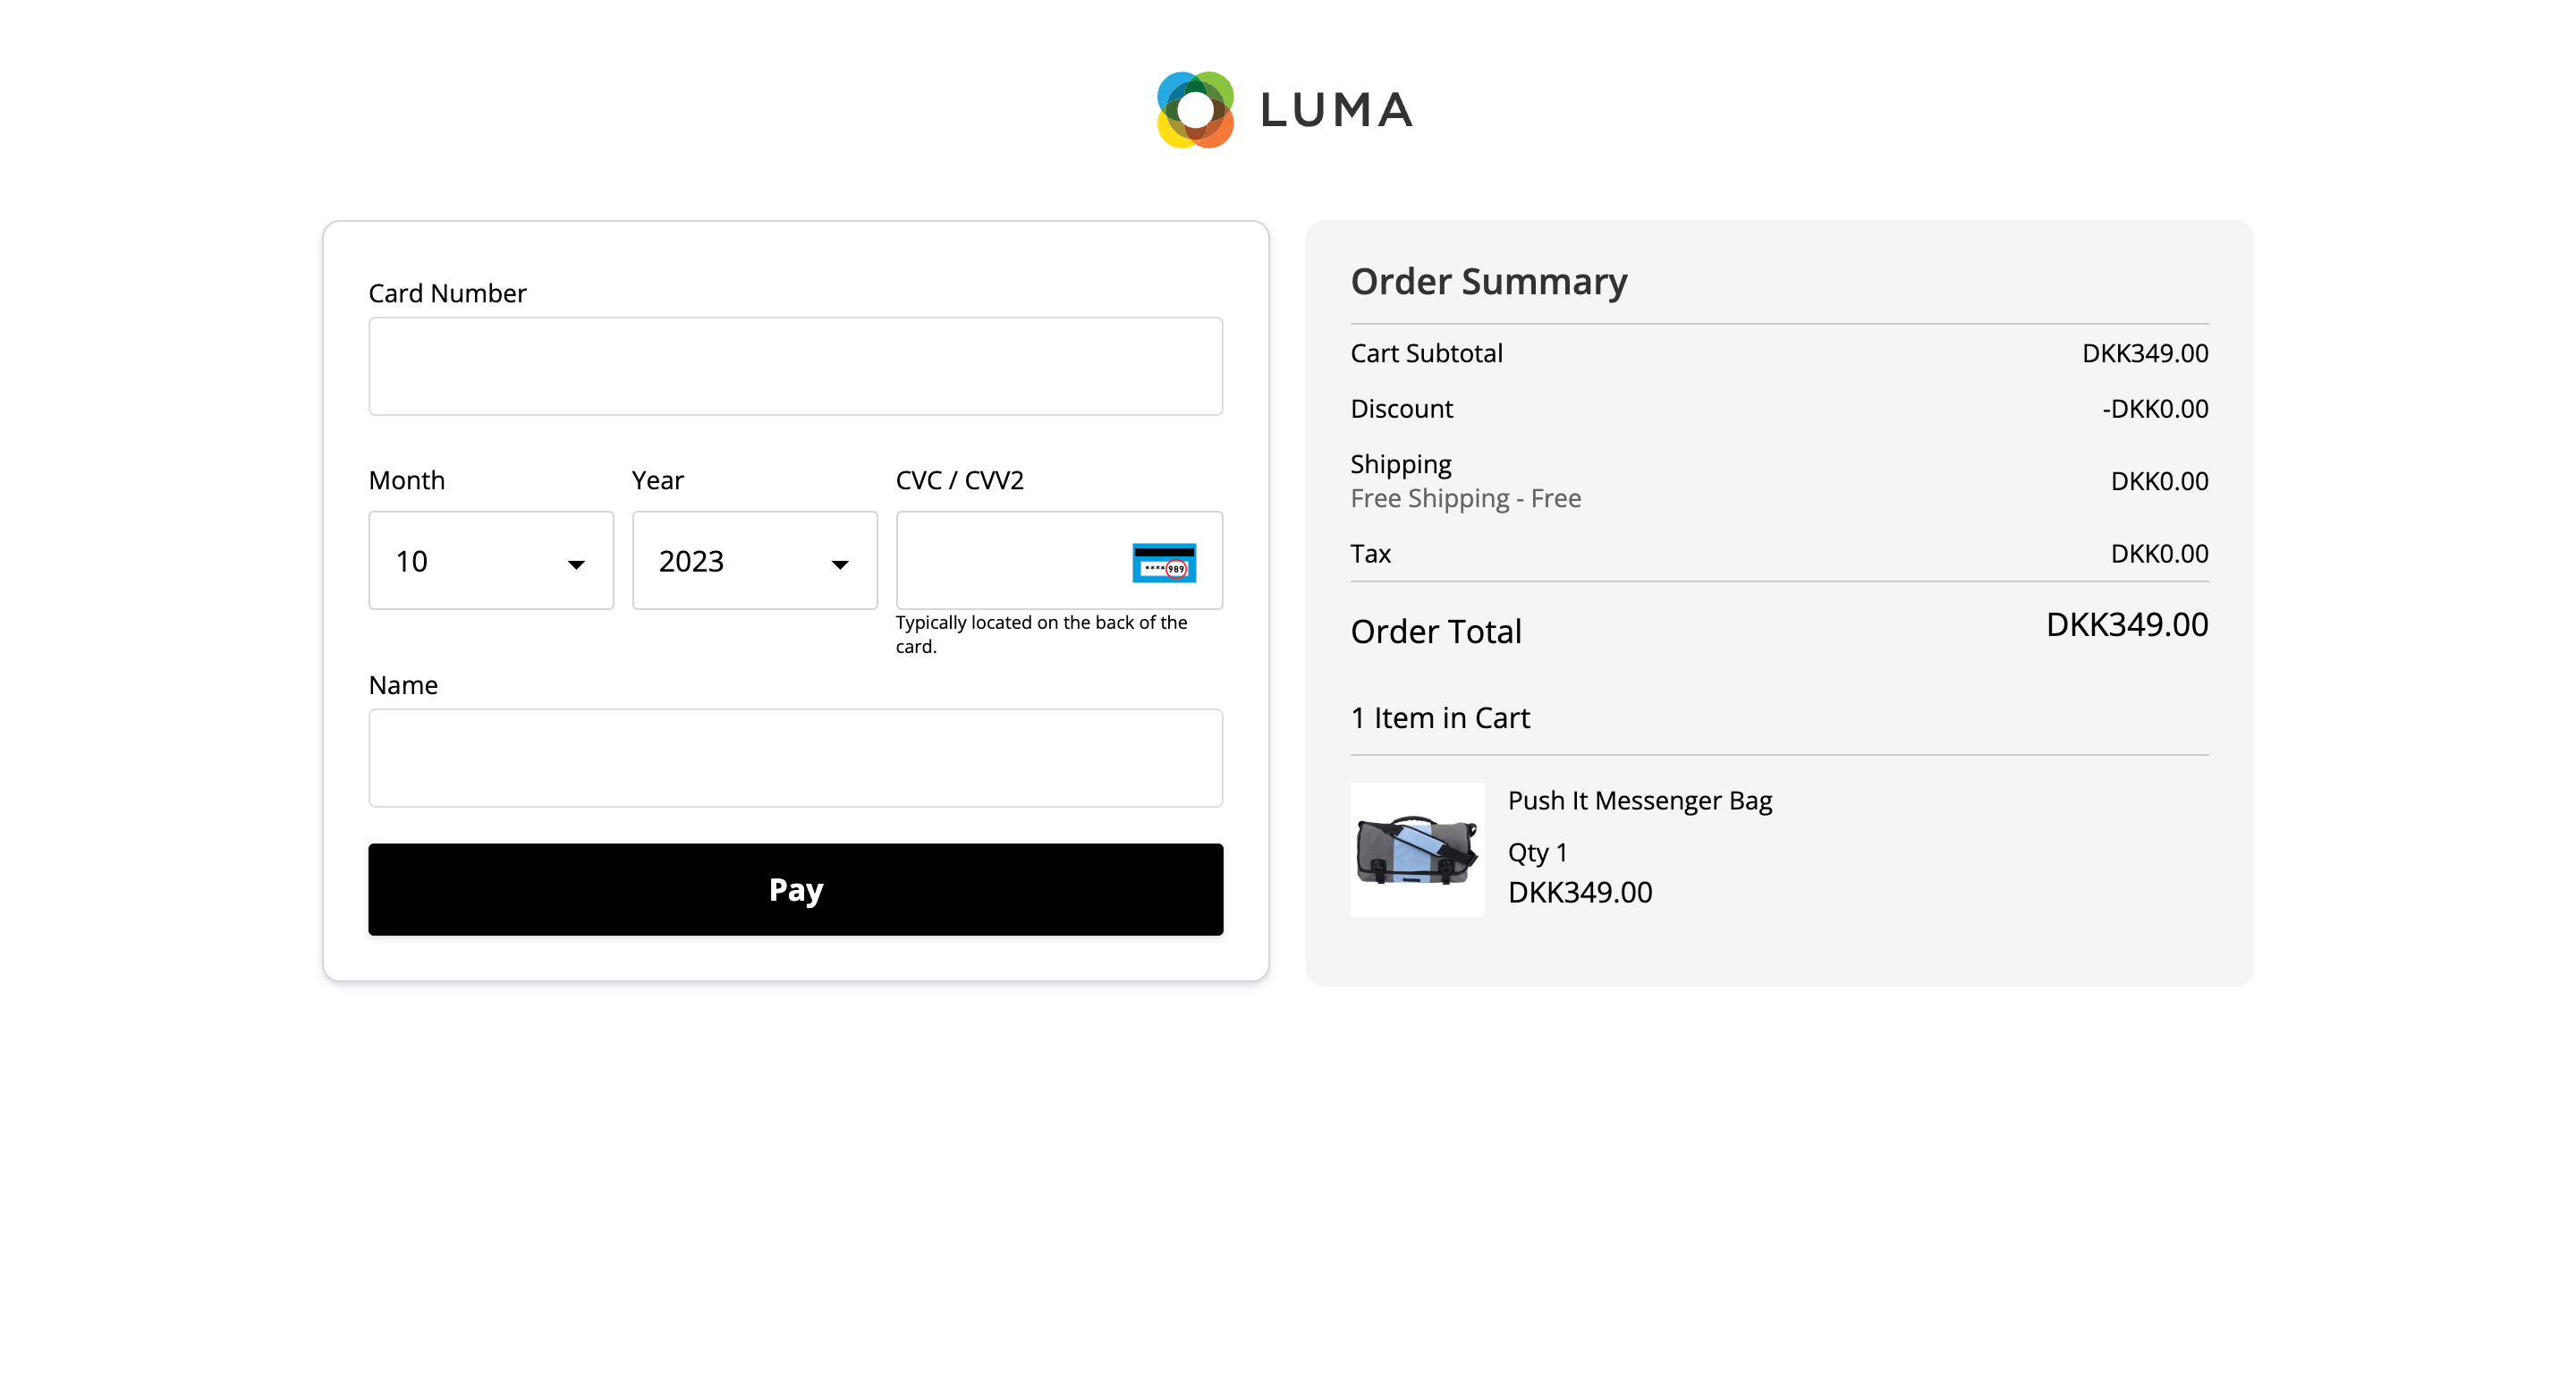 LUMA
Card Number
Month
Year
CVC / CVV2
10
2023
****989
Typically located on the back of the
card.
Name
Pay
Order Summary
Cart Subtotal DKK349.00
Discount -DKK0.00
Shipping
Free Shipping - Free
DKK0.00
Tax DKK0.00
Order Total DKK349.00
1 Item in Cart
Push It Messenger Bag
Qty 1
DKK349.00